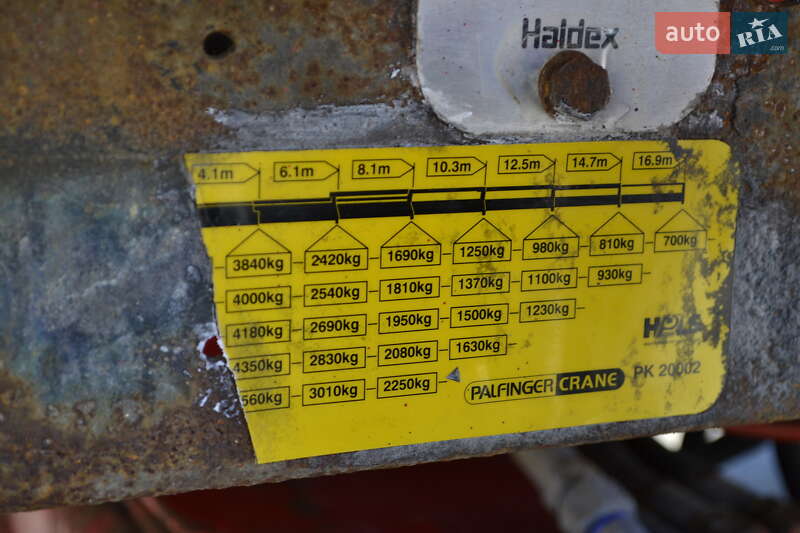 Haldex
auto RIA .com
4.1m 6.1m 8.1m 10.3m 12.5m 14.7m 16.9m
3840kg 2420kg 1690kg 1250kg 980kg 810kg 700kg
4000kg 2540kg 1810kg 1370kg 1100kg 930kg
4180kg 2690kg 1950kg 1500kg 1230kg
4350kg 2830kg 2080kg 1630kg
560kg 3010kg 2250kg
PALFINGER CRANE PK 20002